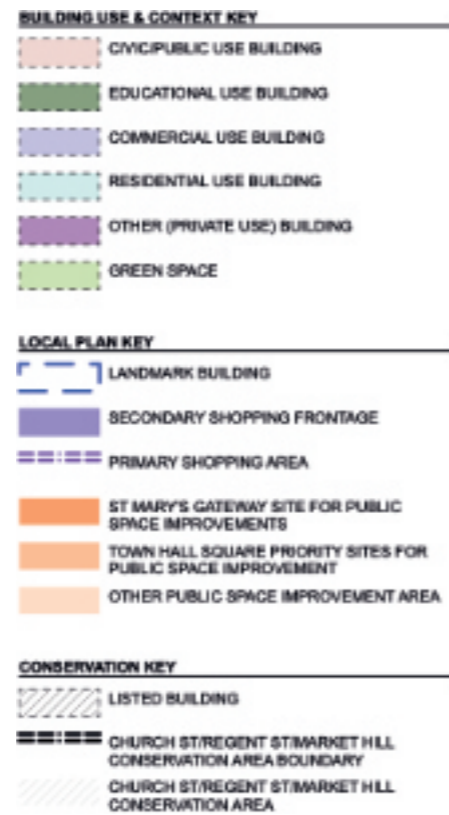 BUILDING USE & CONTEXT KEY
CIVIC/PUBLIC USE BUILDING
EDUCATIONAL USE BUILDING
COMMERCIAL USE BUILDING
RESIDENTIAL USE BUILDING
OTHER (PRIVATE USE) BUILDING
GREEN SPACE
LOCAL PLAN KEY
LANDMARK BUILDING
SECONDARY SHOPPING FRONTAGE
PRIMARY SHOPPING AREA
ST MARY'S GATEWAY SITE FOR PUBLIC
SPACE IMPROVEMENTS
TOWN HALL SQUARE PRIORITY SITES FOR
PUBLIC SPACE IMPROVEMENT
OTHER PUBLIC SPACE IMPROVEMENT AREA
CONSERVATION KEY
LISTED BUILDING
CHURCH ST/REGENT ST/MARKET HILL
CONSERVATION AREA BOUNDARY
CHURCH ST/REGENT ST/MARKET HILL
CONSERVATION AREA